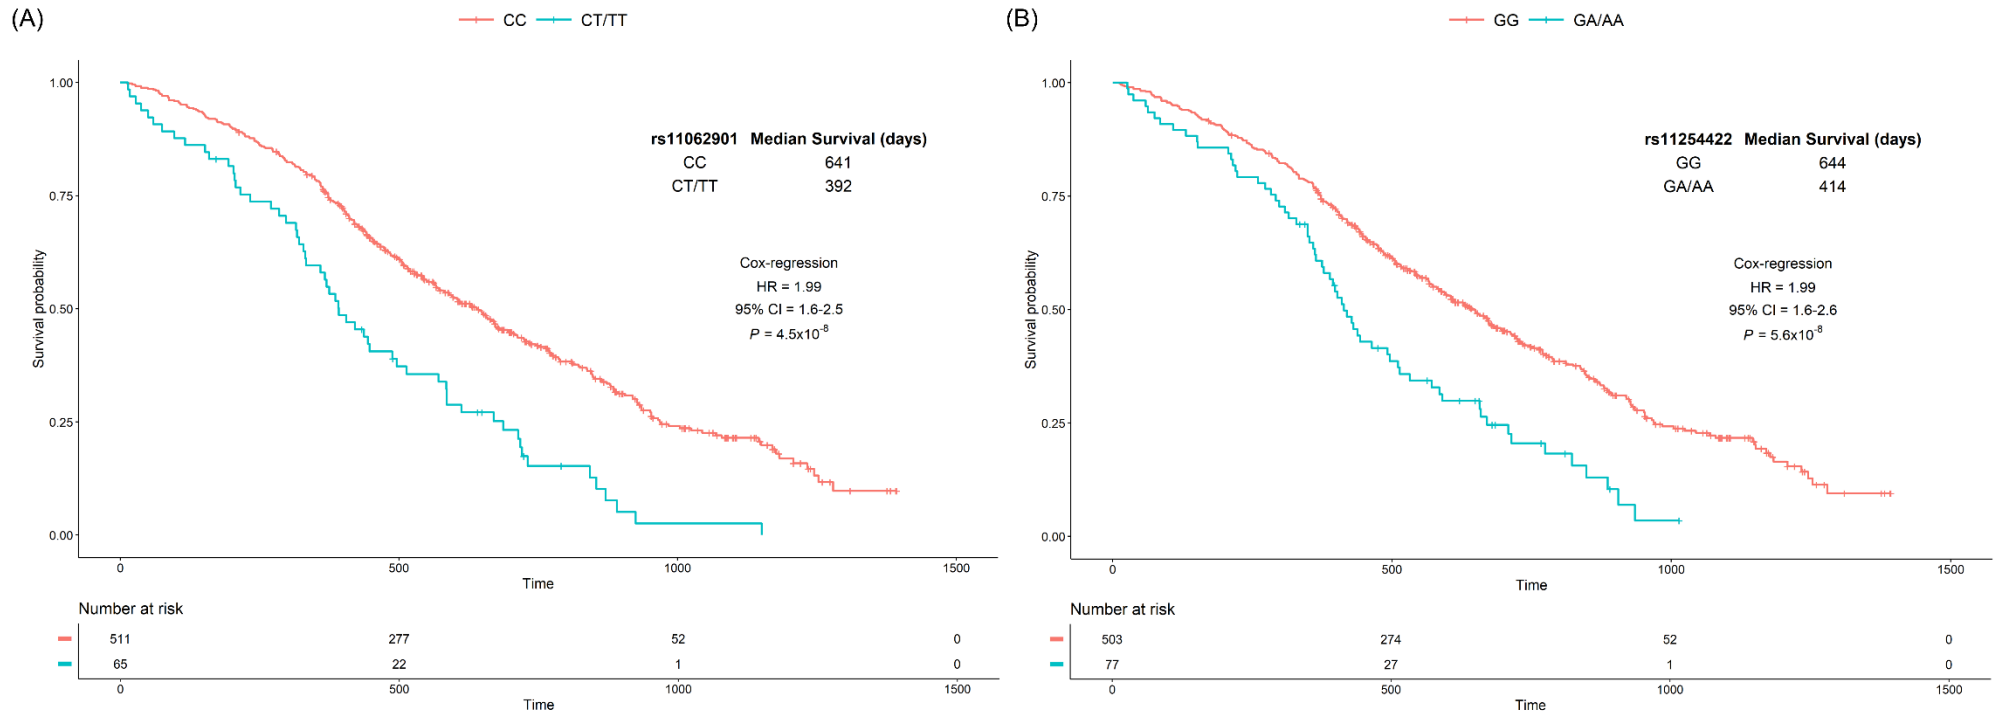 (A)
CC CT/TT
1.00
0.75
0.50
0.25
0.00
Survival probability
rs11062901 Median Survival (days)
CC 641
CT/TT 392
Cox-regression
HR = 1.99
95% CI = 1.6-2.5
P = 4.5x10⁻⁸
0 500 1000 1500
Time
Number at risk
511 277 52 0
65 22 1 0
0 500 1000 1500
Time
(B)
GG GA/AA
1.00
0.75
0.50
0.25
0.00
Survival probability
rs11254422 Median Survival (days)
GG 644
GA/AA 414
Cox-regression
HR = 1.99
95% CI = 1.6-2.6
P = 5.6x10⁻⁸
0 500 1000 1500
Time
Number at risk
503 274 52 0
77 27 1 0
0 500 1000 1500
Time